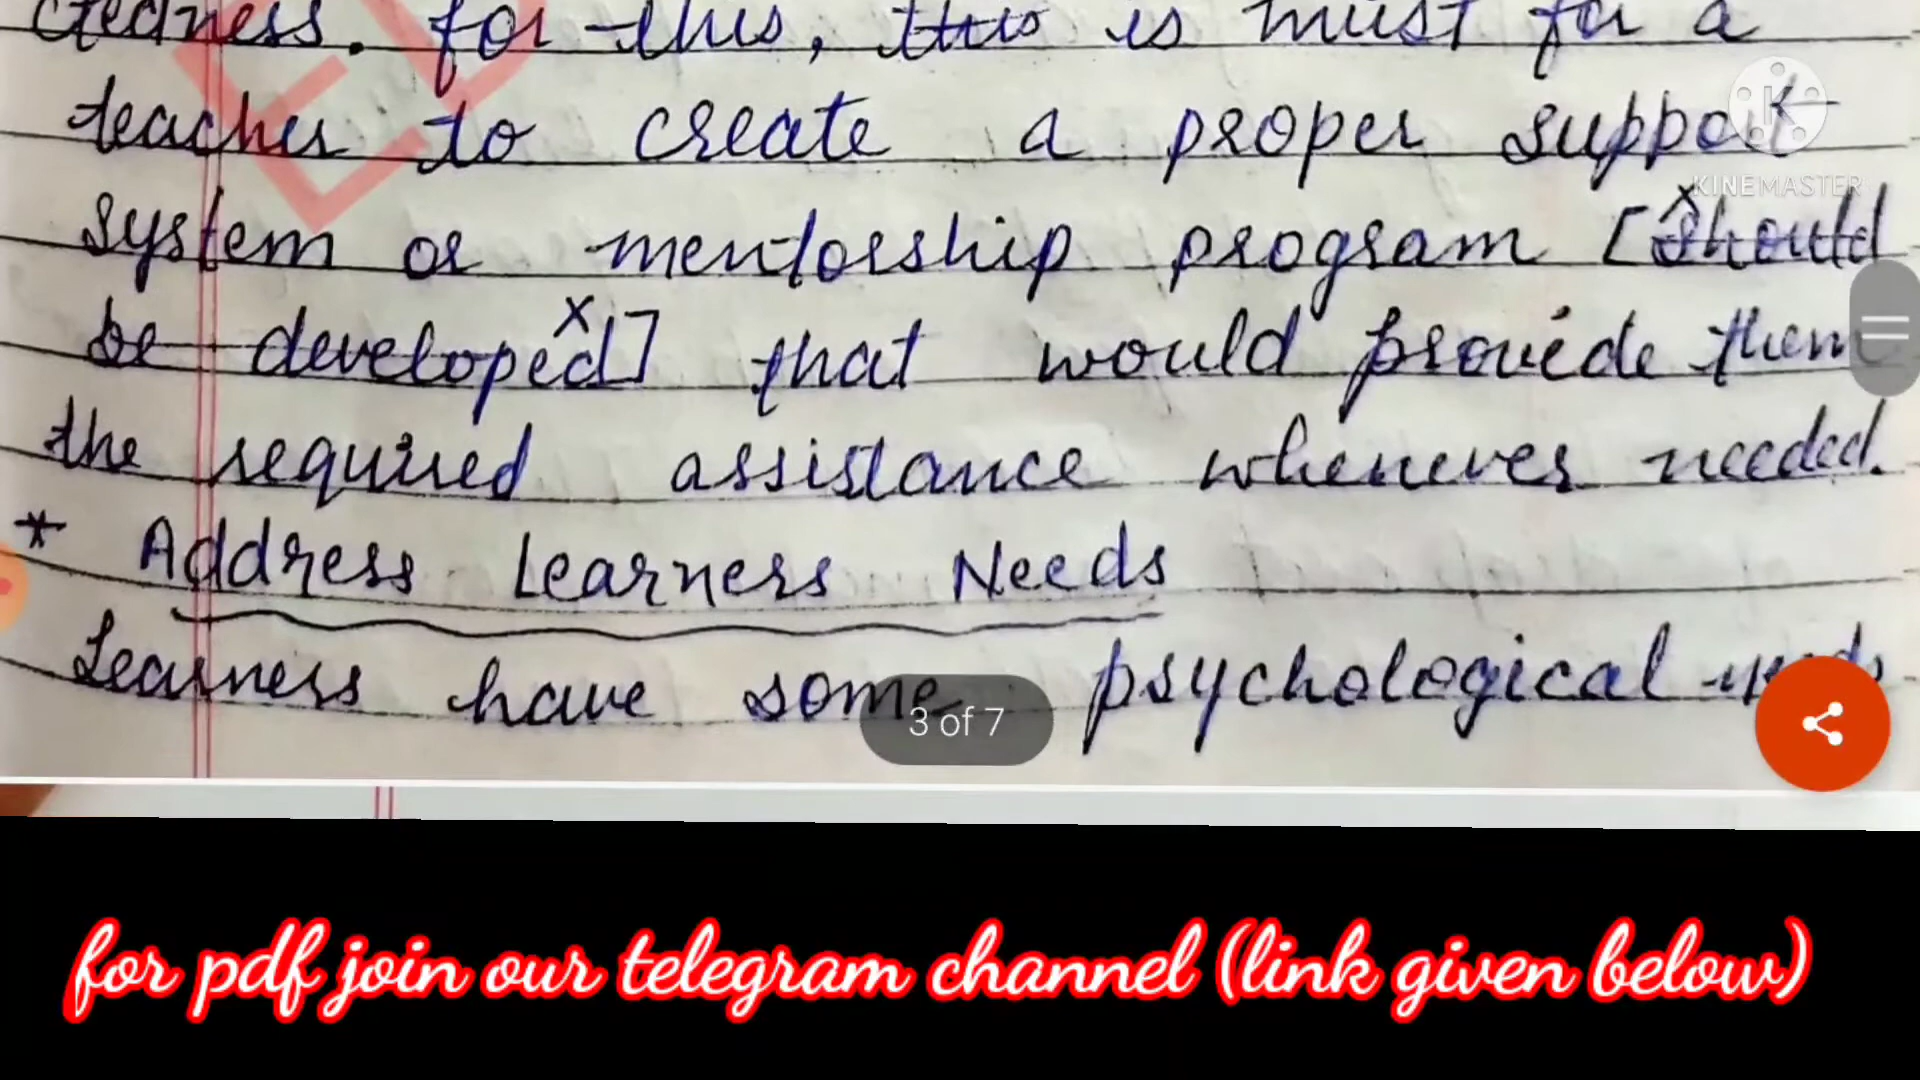 ctedness. for this, this is must for a
teacher to create a proper support
KINEMASTER
system or mentorship program [should
be developed] that would provide them
the required assistance whenever needed.
* Address Learners Needs
Learners have some psychological needs
3 of 7
for pdf join our telegram channel (link given below)